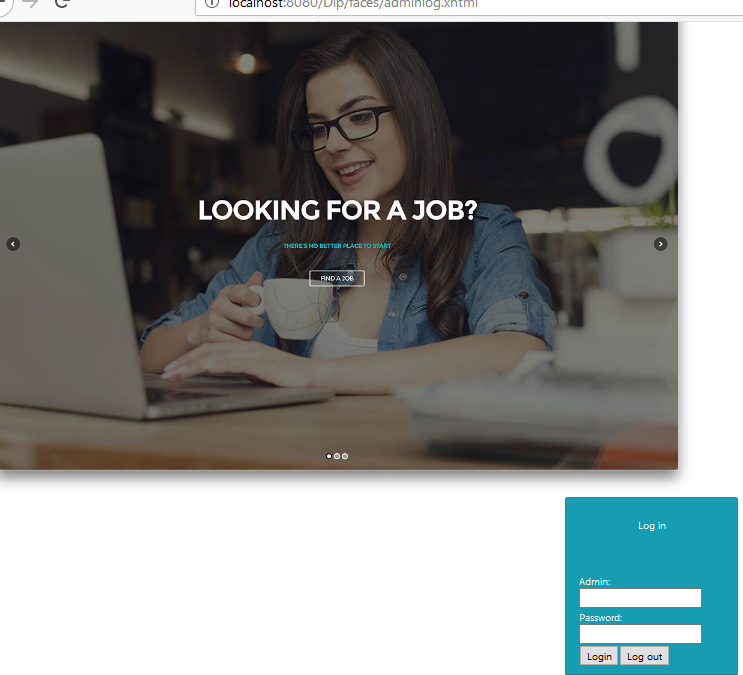 localhost:8080/Dip/faces/adminlog.xhtml
LOOKING FOR A JOB?
THERE'S NO BETTER PLACE TO START
FIND A JOB
Log in
Admin:
Password:
Login Log out